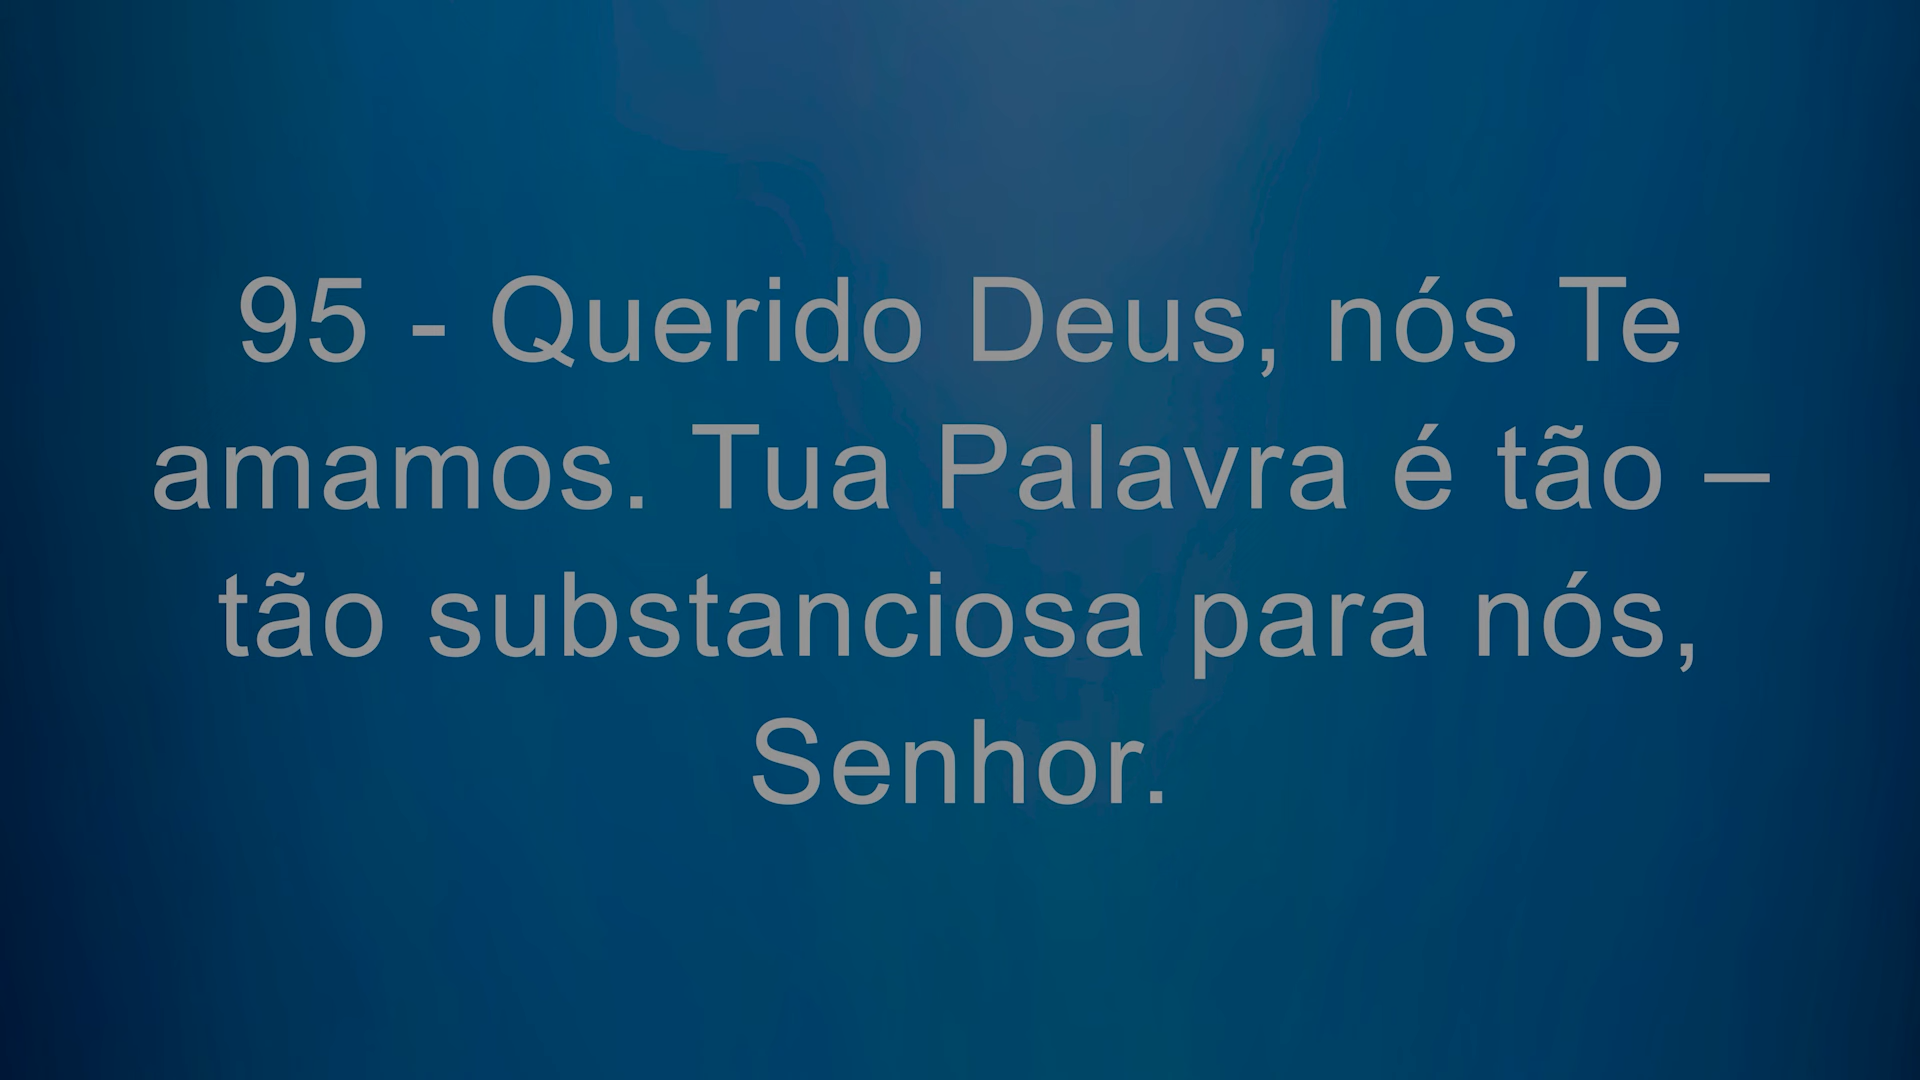 95 - Querido Deus, nós Te
amamos. Tua Palavra é tão –
tão substanciosa para nós,
Senhor.